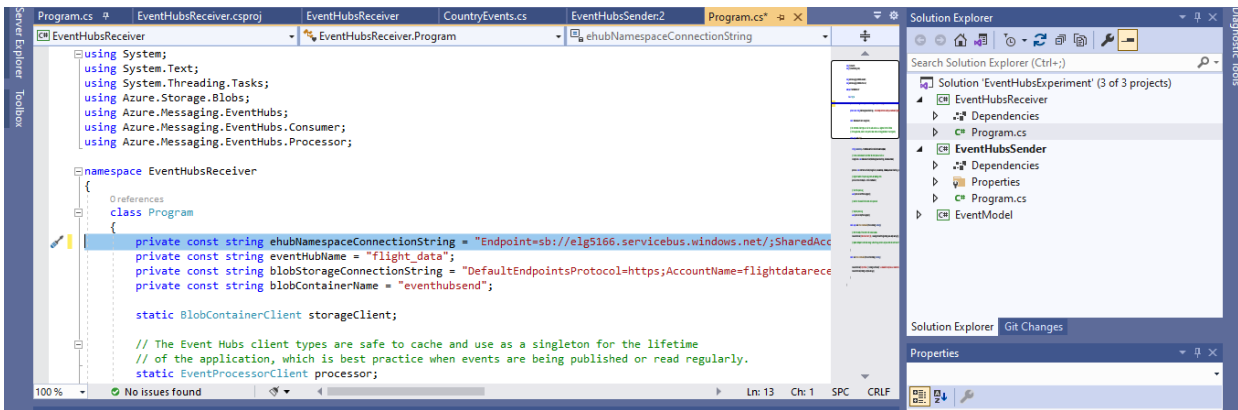 Server Explorer
Toolbox
Program.cs
EventHubsReceiver.csproj
EventHubsReceiver
CountryEvents.cs
EventHubsSender:2
Program.cs*
C# EventHubsReceiver
EventHubsReceiver.Program
ehubNamespaceConnectionString
using System;
using System.Text;
using System.Threading.Tasks;
using Azure.Storage.Blobs;
using Azure.Messaging.EventHubs;
using Azure.Messaging.EventHubs.Consumer;
using Azure.Messaging.EventHubs.Processor;
namespace EventHubsReceiver
{
0 references
class Program
{
private const string ehubNamespaceConnectionString = "Endpoint=sb://elg5166.servicebus.windows.net/;SharedAcc
private const string eventHubName = "flight_data";
private const string blobStorageConnectionString = "DefaultEndpointsProtocol=https;AccountName=flightdatarece
private const string blobContainerName = "eventhubsend";
static BlobContainerClient storageClient;
// The Event Hubs client types are safe to cache and use as a singleton for the lifetime
// of the application, which is best practice when events are being published or read regularly.
static EventProcessorClient processor;
100 %
No issues found
Ln: 13 Ch: 1 SPC CRLF
Solution Explorer
Search Solution Explorer (Ctrl+;)
Solution 'EventHubsExperiment' (3 of 3 projects)
C# EventHubsReceiver
Dependencies
C# Program.cs
C# EventHubsSender
Dependencies
Properties
C# Program.cs
C# EventModel
Solution Explorer Git Changes
Properties
Diagnostic Tools